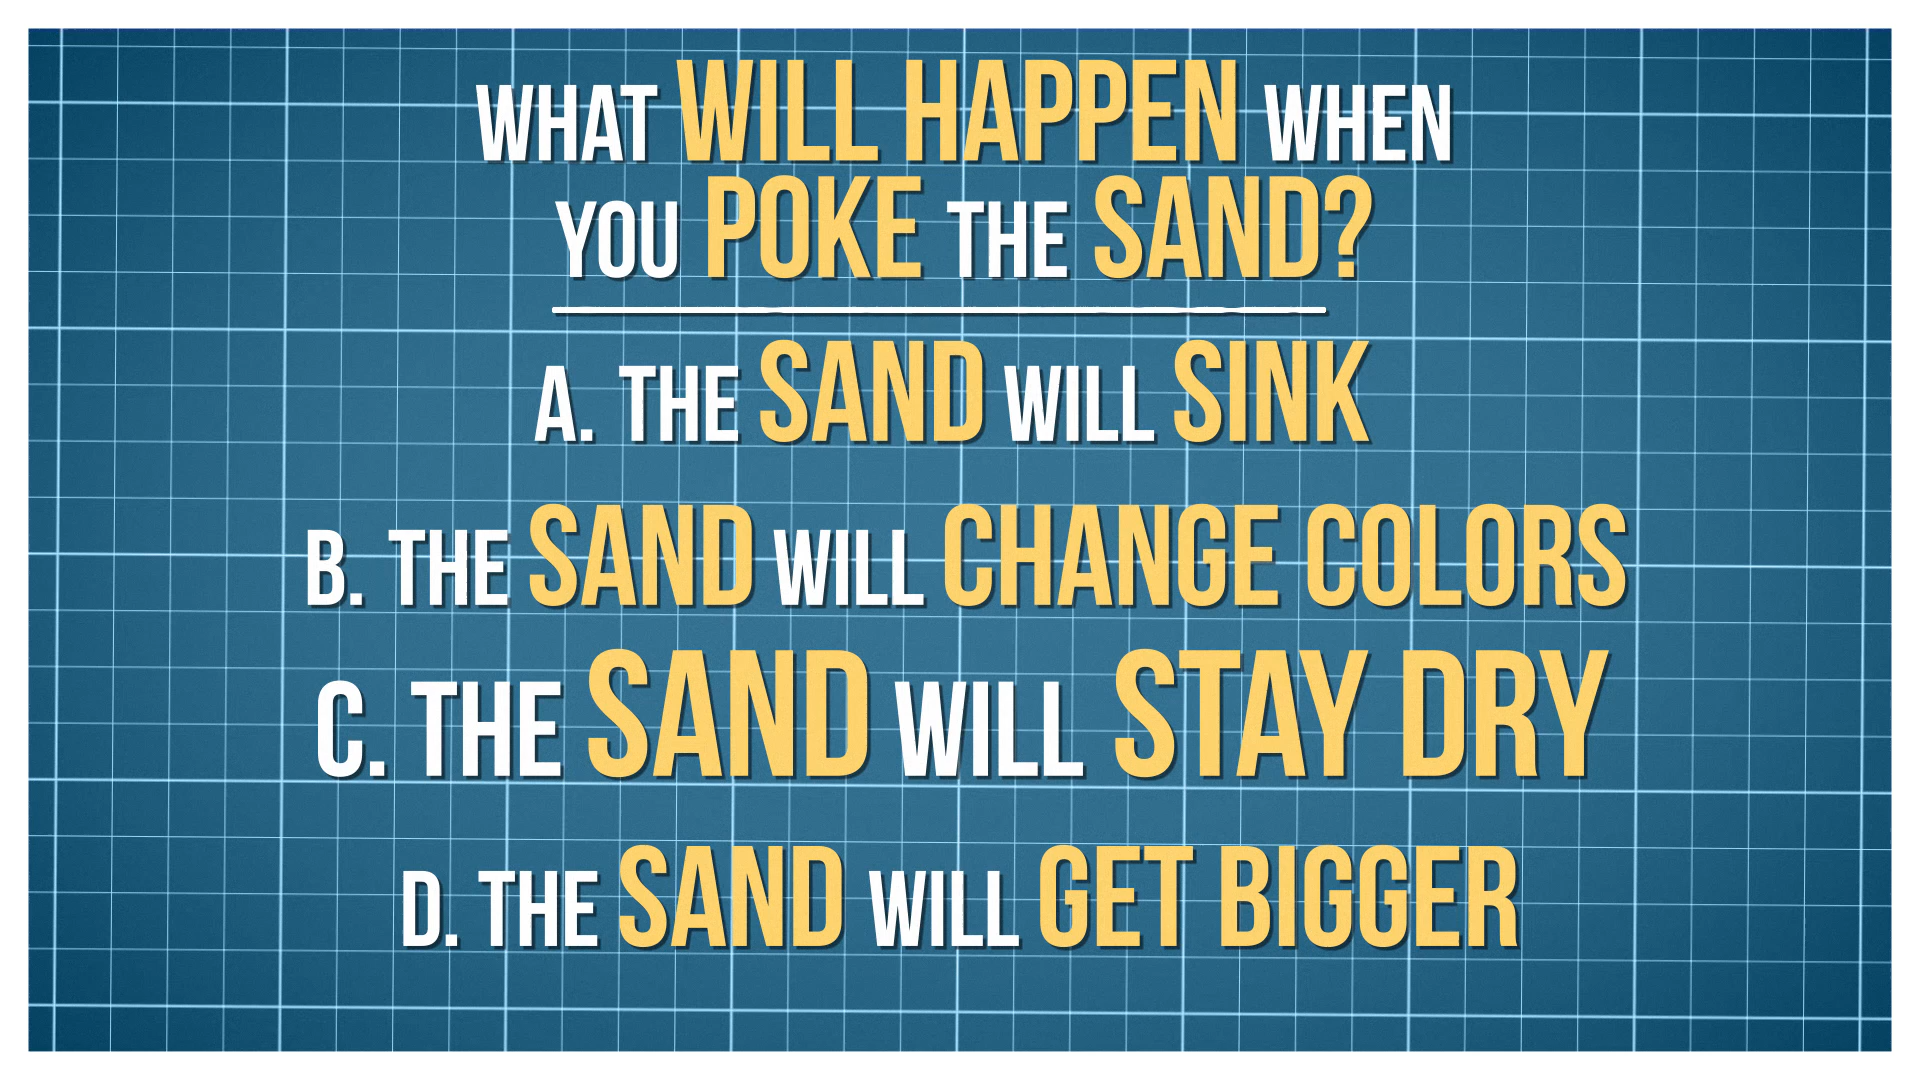 WHAT WILL HAPPEN WHEN
YOU POKE THE SAND?
A. THE SAND WILL SINK
B. THE SAND WILL CHANGE COLORS
C. THE SAND WILL STAY DRY
D. THE SAND WILL GET BIGGER